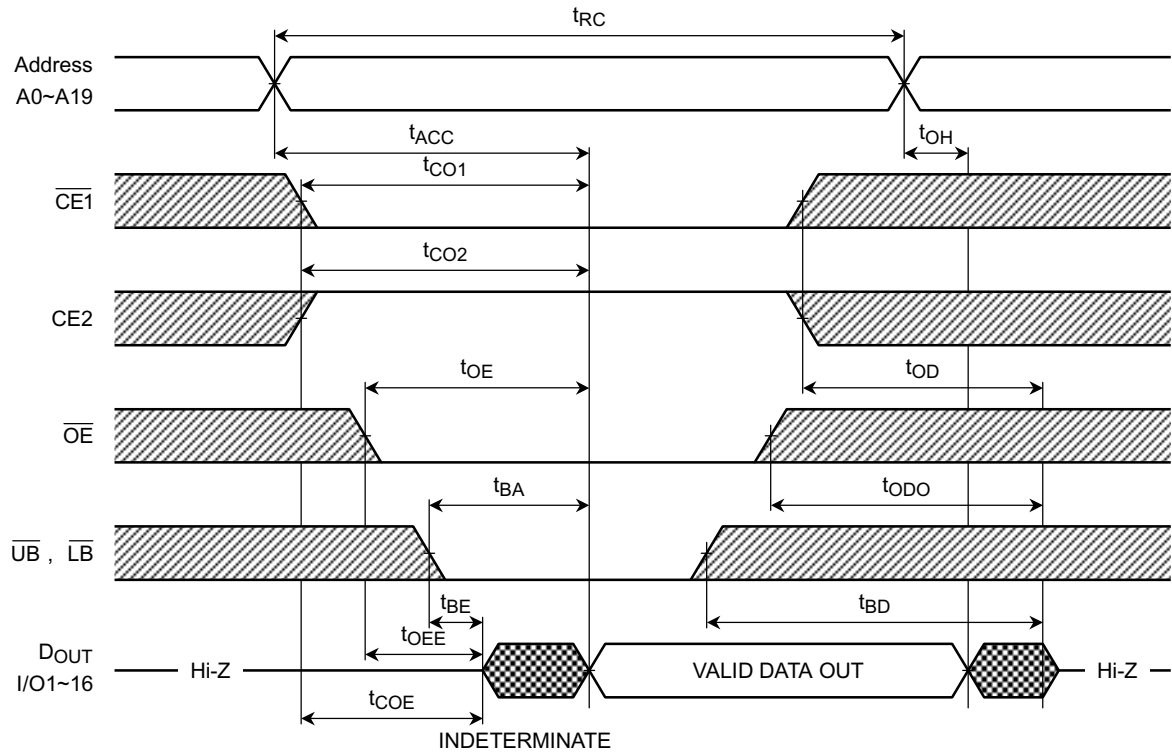 tRC
Address
A0~A19
tACC
tOH
tCO1
CE1
tCO2
CE2
tOE
tOD
OE
tBA
tODO
UB , LB
tBE
tBD
tOEE
DOUT
I/O1~16
Hi-Z
VALID DATA OUT
Hi-Z
tCOE
INDETERMINATE